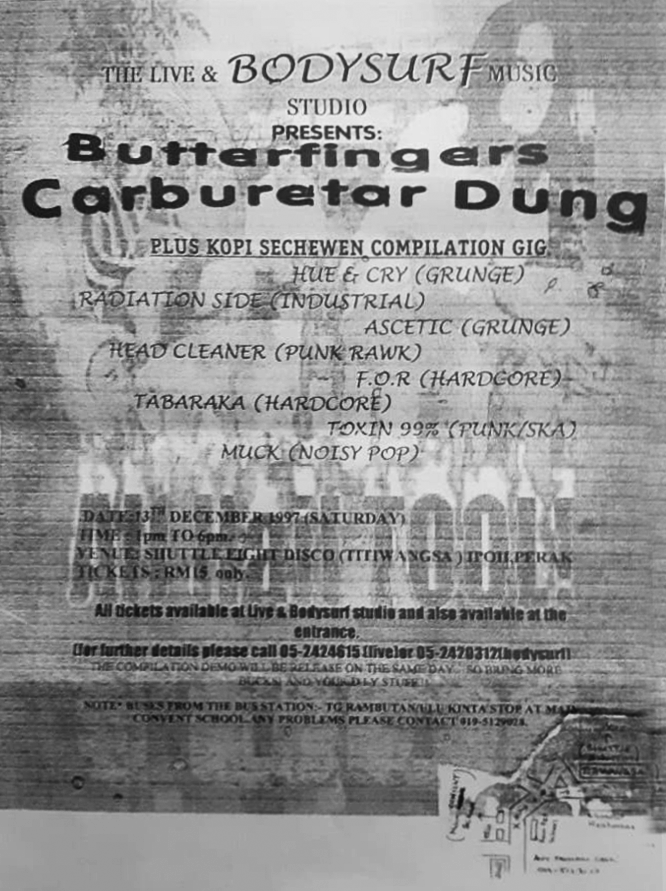 THE LIVE & BODYSURF MUSIC
STUDIO
PRESENTS:
Butterfingers
Carburetar Dung
PLUS KOPI SECHEWEN COMPILATION GIG.
HUE & CRY (GRUNGE)
RADIATION SIDE (INDUSTRIAL)
ASCETIC (GRUNGE)
HEAD CLEANER (PUNK RAWK)
F.O.R (HARDCORE)
TABARAKA (HARDCORE)
TOXIN 99% (PUNK/SKA)
MUCK (NOISY POP)
DATE:13TH DECEMBER 1997 (SATURDAY)
TIME : 1pm TO 6pm.
VENUE: SHUTTLE EIGHT DISCO (TITIWANGSA) IPOH,PERAK
TICKETS : RM15 only.
All tickets available at Live & Bodysurf studio and also available at the
entrance.
(for further details please call 05-2424615 (live)or 05-2420312(bodysurf)
THE COMPILATION DEMO WILL BE RELEASE ON THE SAME DAY. SO BRING MORE
BUCKS! AND STUFF!
NOTE* BUSES FROM THE BUS STATION:- TG RAMBUTAN/ULU KINTA STOP AT MAIN
CONVENT SCHOOL.ANY PROBLEMS PLEASE CONTACT 019-5129028.